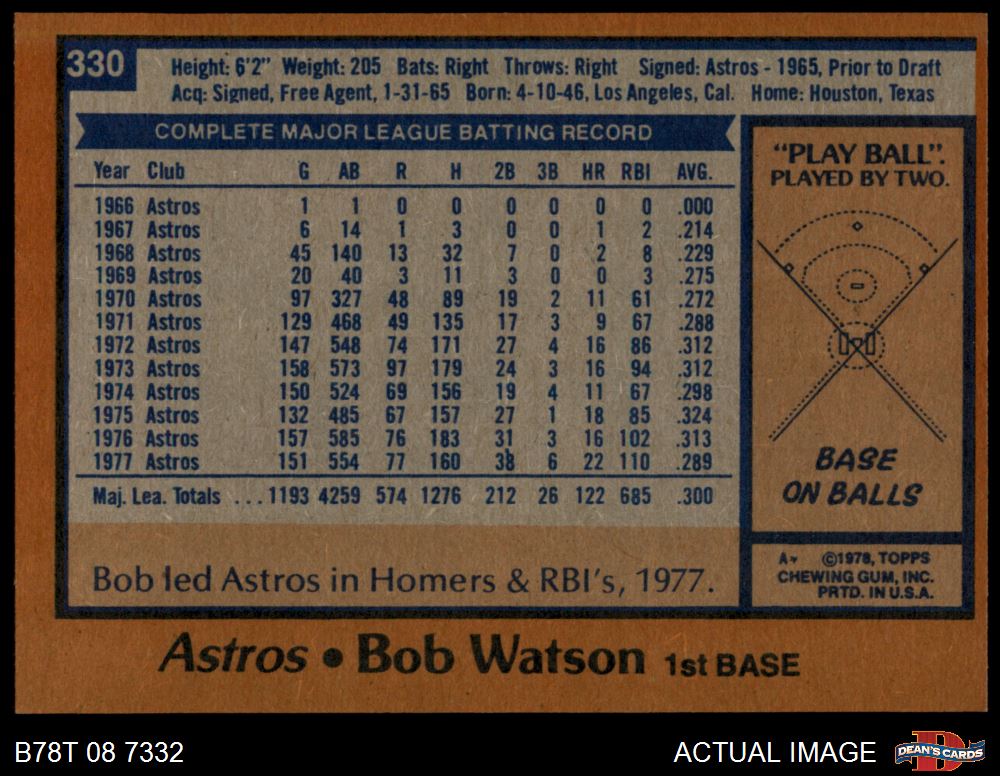 330
Height: 6'2" Weight: 205 Bats: Right Throws: Right Signed: Astros - 1965, Prior to Draft
Acq: Signed, Free Agent, 1-31-65 Born: 4-10-46, Los Angeles, Cal. Home: Houston, Texas
COMPLETE MAJOR LEAGUE BATTING RECORD
Year Club G AB R H 2B 3B HR RBI AVG.
1966 Astros 1 1 0 0 0 0 0 0 .000
1967 Astros 6 14 1 3 0 0 1 2 .214
1968 Astros 45 140 13 32 7 0 2 8 .229
1969 Astros 20 40 3 11 3 0 0 3 .275
1970 Astros 97 327 48 89 19 2 11 61 .272
1971 Astros 129 468 49 135 17 3 9 67 .288
1972 Astros 147 548 74 171 27 4 16 86 .312
1973 Astros 158 573 97 179 24 3 16 94 .312
1974 Astros 150 524 69 156 19 4 11 67 .298
1975 Astros 132 485 67 157 27 1 18 85 .324
1976 Astros 157 585 76 183 31 3 16 102 .313
1977 Astros 151 554 77 160 38 6 22 110 .289
Maj. Lea. Totals ...1193 4259 574 1276 212 26 122 685 .300
Bob led Astros in Homers & RBI's, 1977.
"PLAY BALL".
PLAYED BY TWO.
BASE
ON BALLS
A* ©1978, TOPPS
CHEWING GUM, INC.
PRTD. IN U.S.A.
Astros • Bob Watson 1st BASE
B78T 08 7332
ACTUAL IMAGE
D
DEAN'S CARDS